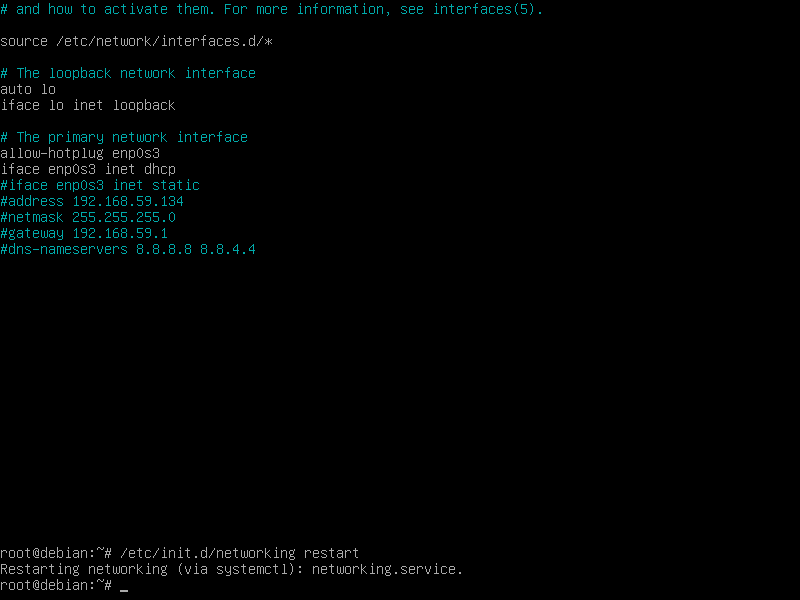 # and how to activate them. For more information, see interfaces(5).
source /etc/network/interfaces.d/*
# The loopback network interface
auto lo
iface lo inet loopback
# The primary network interface
allow-hotplug enp0s3
iface enp0s3 inet dhcp
#iface enp0s3 inet static
#address 192.168.59.134
#netmask 255.255.255.0
#gateway 192.168.59.1
#dns-nameservers 8.8.8.8 8.8.4.4
root@debian:~# /etc/init.d/networking restart
Restarting networking (via systemctl): networking.service.
root@debian:~# _